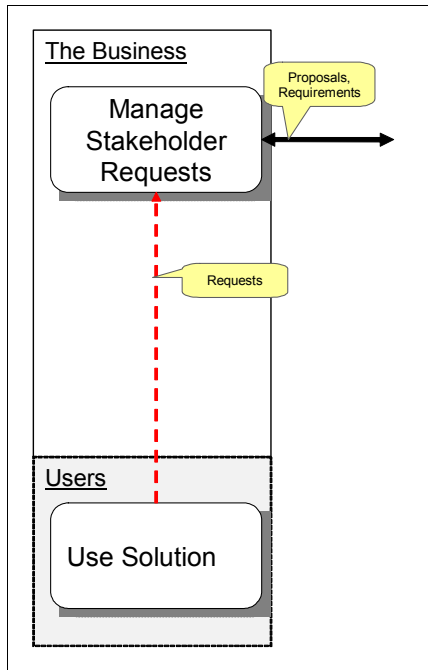 The Business
Proposals,
Requirements
Manage
Stakeholder
Requests
Requests
Users
Use Solution